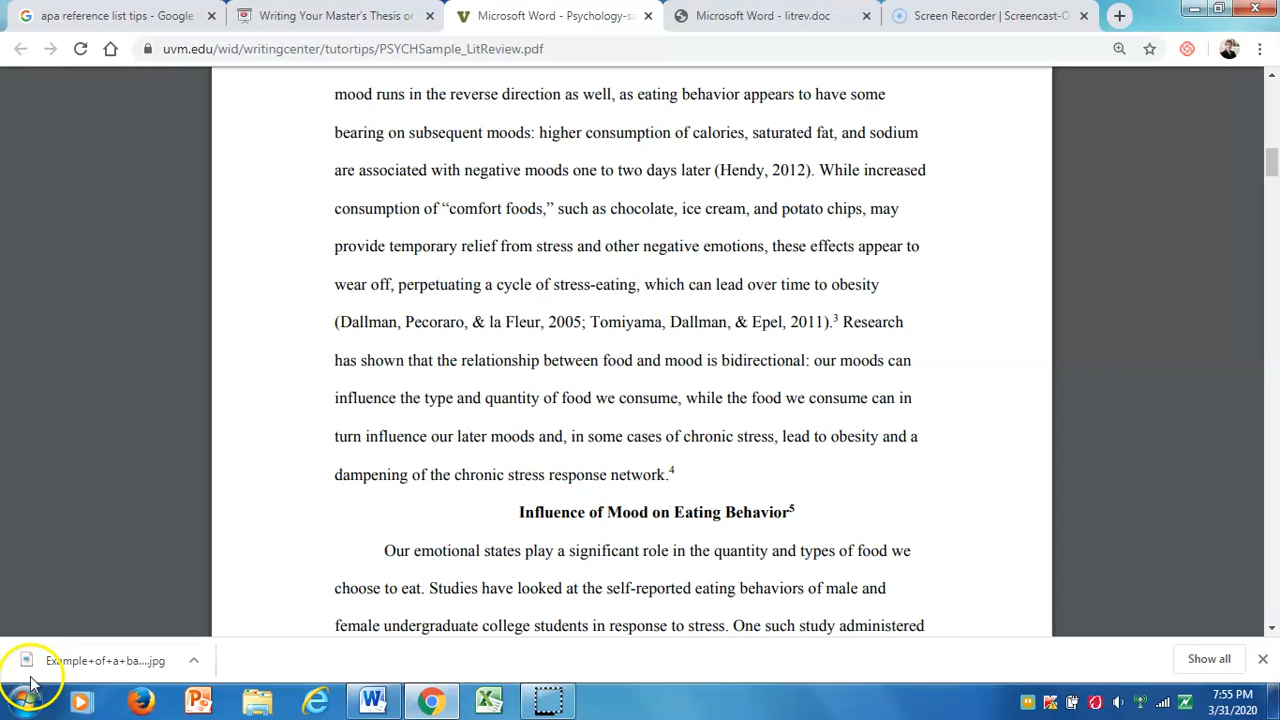 apa reference list tips - Google
Writing Your Master's Thesis or
Microsoft Word - Psychology-sa
Microsoft Word - litrev.doc
Screen Recorder | Screencast-O
uvm.edu/wid/writingcenter/tutortips/PSYCHSample_LitReview.pdf
mood runs in the reverse direction as well, as eating behavior appears to have some
bearing on subsequent moods: higher consumption of calories, saturated fat, and sodium
are associated with negative moods one to two days later (Hendy, 2012). While increased
consumption of “comfort foods,” such as chocolate, ice cream, and potato chips, may
provide temporary relief from stress and other negative emotions, these effects appear to
wear off, perpetuating a cycle of stress-eating, which can lead over time to obesity
(Dallman, Pecoraro, & la Fleur, 2005; Tomiyama, Dallman, & Epel, 2011).³ Research
has shown that the relationship between food and mood is bidirectional: our moods can
influence the type and quantity of food we consume, while the food we consume can in
turn influence our later moods and, in some cases of chronic stress, lead to obesity and a
dampening of the chronic stress response network.⁴
Influence of Mood on Eating Behavior⁵
Our emotional states play a significant role in the quantity and types of food we
choose to eat. Studies have looked at the self-reported eating behaviors of male and
female undergraduate college students in response to stress. One such study administered
Example+of+a+ba....jpg
Show all
7:55 PM
3/31/2020